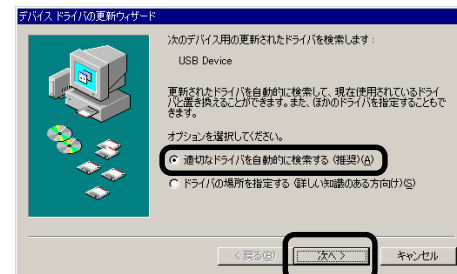 デバイス ドライバの更新ウィザード
次のデバイス用の更新されたドライバを検索します :
USB Device
更新されたドライバを自動的に検索して、現在使用されているドライ
バと置き換えることができます。また、ほかのドライバを指定することもで
きます。
オプションを選択してください。
適切なドライバを自動的に検索する (推奨)(A)
ドライバの場所を指定する (詳しい知識のある方向け)(S)
< 戻る(B) 次へ > キャンセル